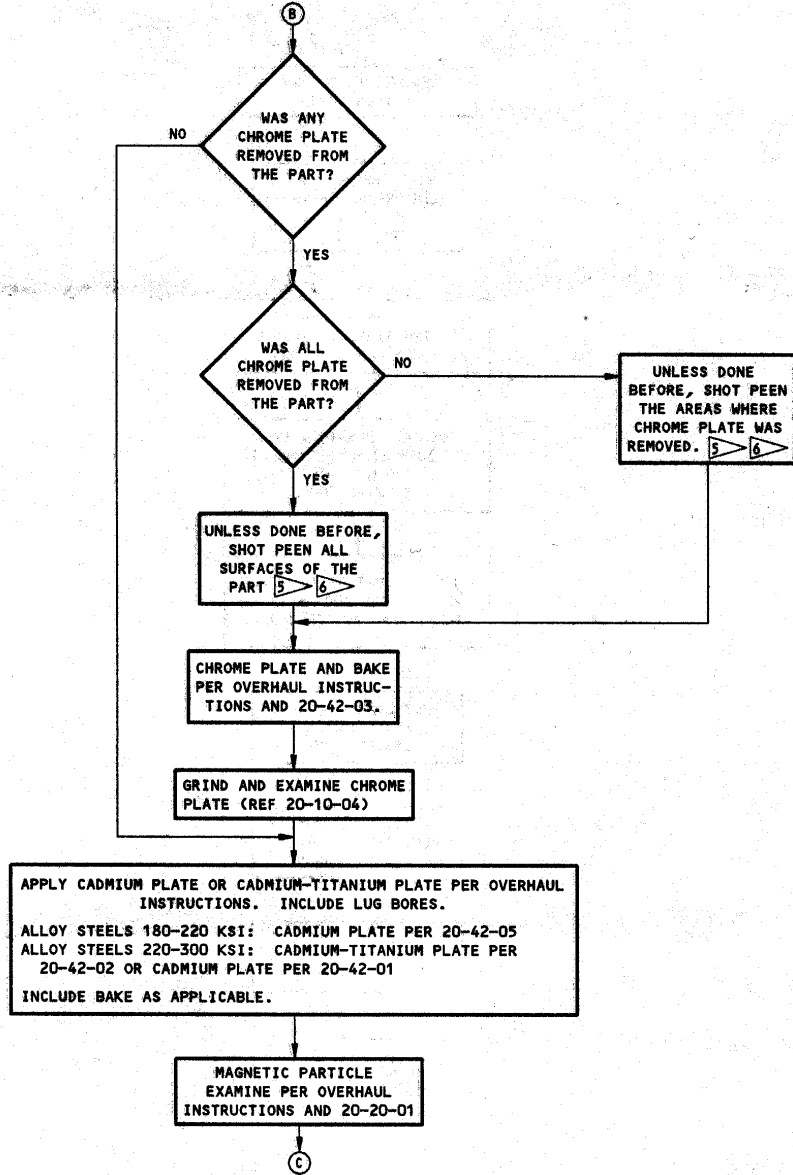 B
WAS ANY
CHROME PLATE
REMOVED FROM
THE PART?
NO
YES
WAS ALL
CHROME PLATE
REMOVED FROM
THE PART?
NO
UNLESS DONE
BEFORE, SHOT PEEN
THE AREAS WHERE
CHROME PLATE WAS
REMOVED. 5 6
YES
UNLESS DONE BEFORE,
SHOT PEEN ALL
SURFACES OF THE
PART 5 6
CHROME PLATE AND BAKE
PER OVERHAUL INSTRUC-
TIONS AND 20-42-03.
GRIND AND EXAMINE CHROME
PLATE (REF 20-10-04)
APPLY CADMIUM PLATE OR CADMIUM-TITANIUM PLATE PER OVERHAUL
INSTRUCTIONS. INCLUDE LUG BORES.
ALLOY STEELS 180-220 KSI: CADMIUM PLATE PER 20-42-05
ALLOY STEELS 220-300 KSI: CADMIUM-TITANIUM PLATE PER
20-42-02 OR CADMIUM PLATE PER 20-42-01
INCLUDE BAKE AS APPLICABLE.
MAGNETIC PARTICLE
EXAMINE PER OVERHAUL
INSTRUCTIONS AND 20-20-01
C